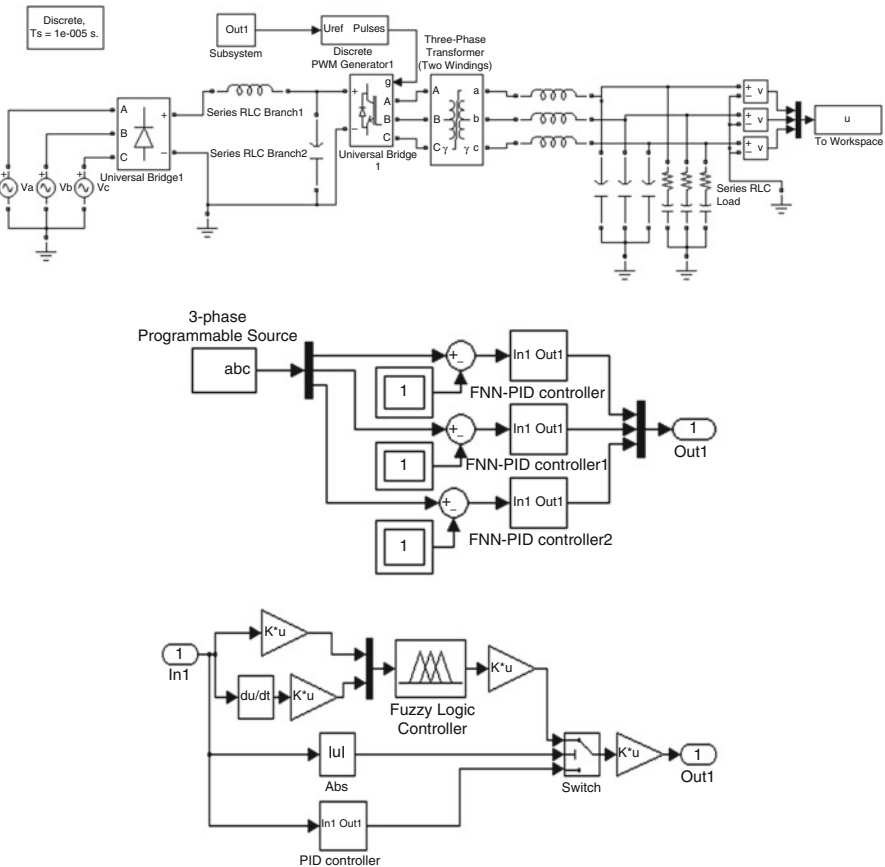 Discrete,
Ts = 1e-005 s.
Out1
Subsystem
Uref Pulses
Discrete
PWM Generator1
Three-Phase
Transformer
(Two Windings)
A
B
C
+
−
Universal Bridge1
Series RLC Branch1
Series RLC Branch2
g
+
−
A
B
C
Universal Bridge
1
A
B
C
a
b
c
γ
γ
+
−
v
+
−
v
+
−
v
u
To Workspace
Series RLC
Load
+
Va
+
Vb
+
Vc
3-phase
Programmable Source
abc
+
−
1
In1 Out1
FNN-PID controller
+
−
1
In1 Out1
FNN-PID controller1
+
−
1
In1 Out1
FNN-PID controller2
1
Out1
1
In1
K*u
du/dt
K*u
Fuzzy Logic
Controller
K*u
|u|
Abs
In1 Out1
PID controller
Switch
K*u
1
Out1